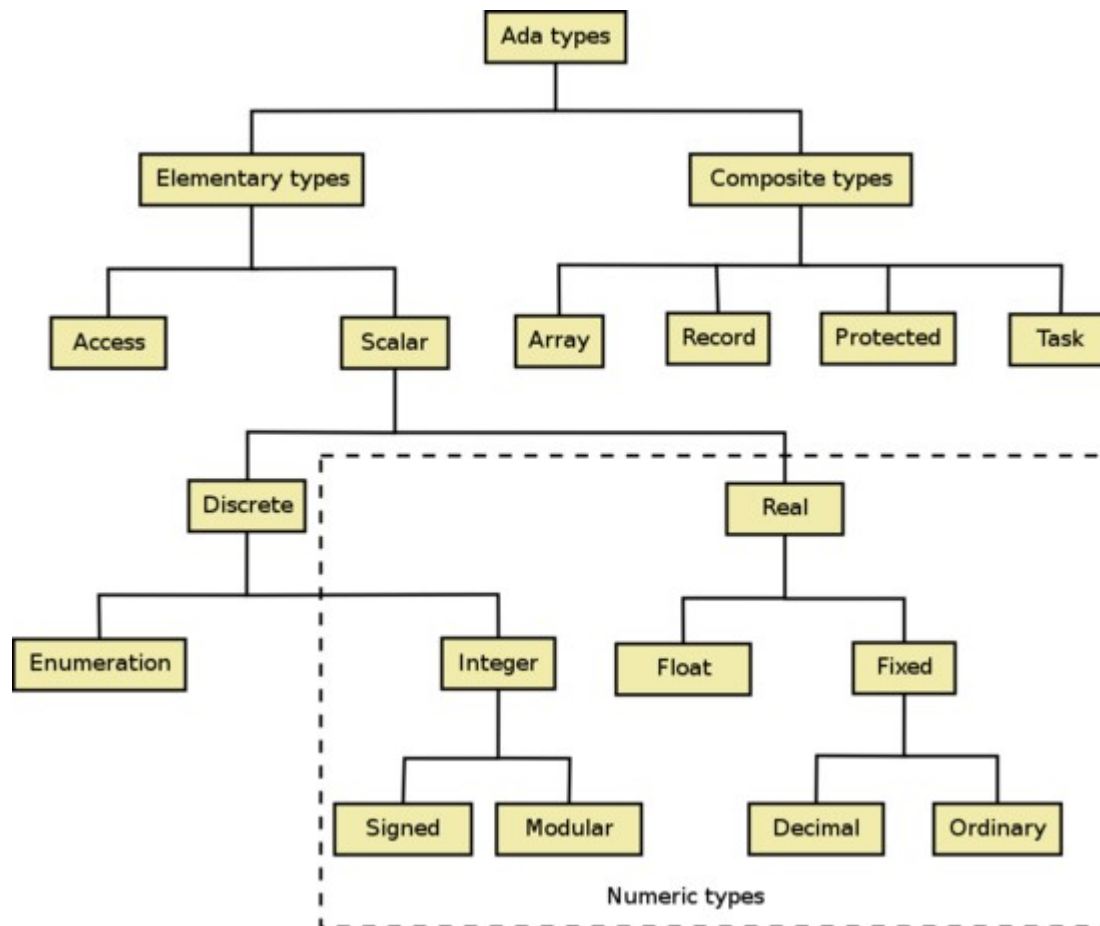 Ada types
Elementary types
Composite types
Access
Scalar
Array
Record
Protected
Task
Discrete
Real
Enumeration
Integer
Float
Fixed
Signed
Modular
Decimal
Ordinary
Numeric types